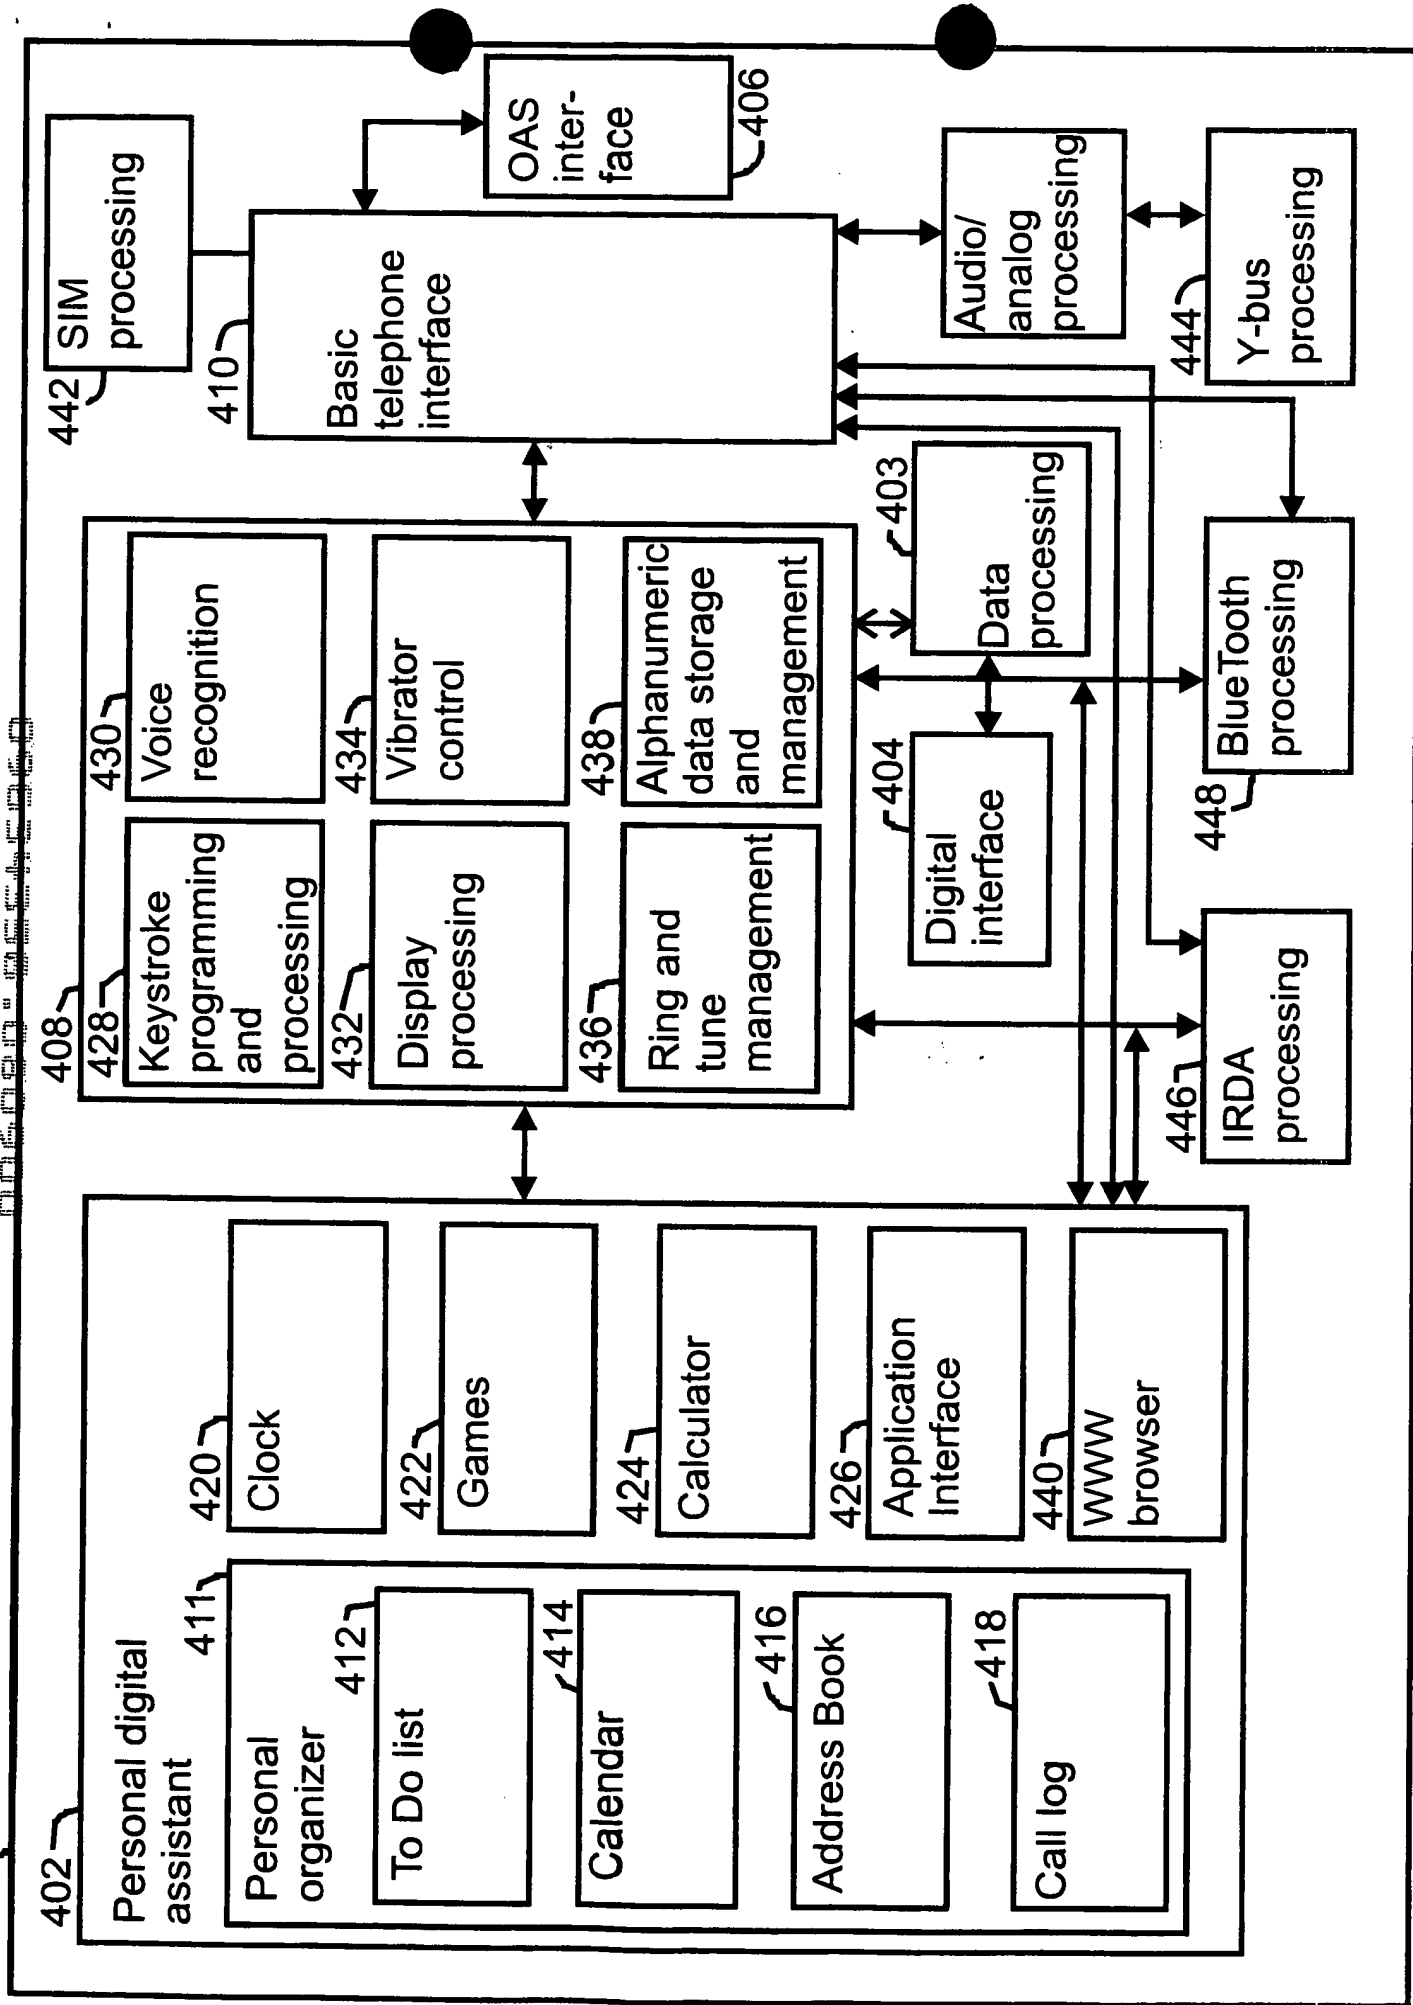 402
Personal digital
assistant
411
Personal
organizer
412
To Do list
414
Calendar
416
Address Book
418
Call log
420
Clock
422
Games
424
Calculator
426
Application
Interface
440
WWW
browser
408
428
Keystroke
programming
and
processing
430
Voice
recognition
432
Display
processing
434
Vibrator
control
436
Ring and
tune
management
438
Alphanumeric
data storage
and
management
442
SIM
processing
410
Basic
telephone
interface
OAS
inter-
face
406
403
Data
processing
404
Digital
interface
Audio/
analog
processing
444
Y-bus
processing
446
IRDA
processing
448
BlueTooth
processing